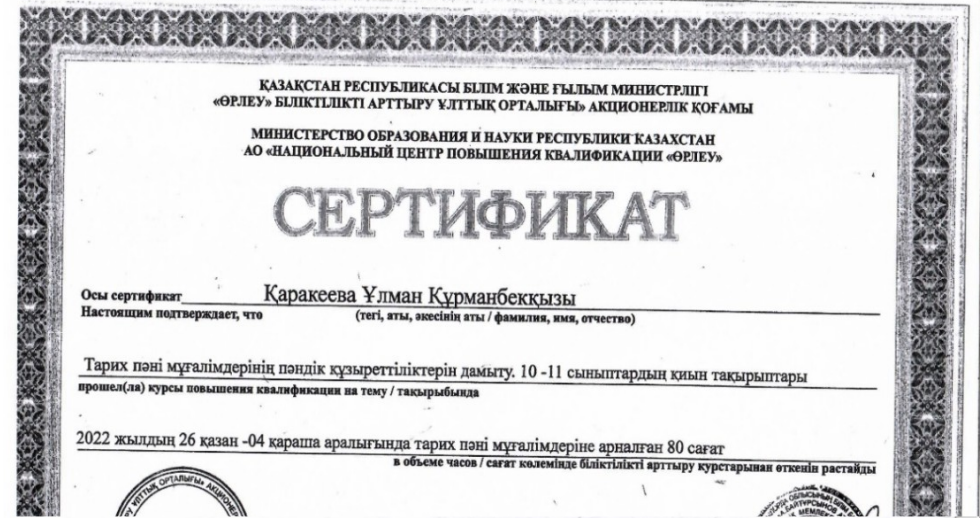 ҚАЗАҚСТАН РЕСПУБЛИКАСЫ БІЛІМ ЖӘНЕ ҒЫЛЫМ МИНИСТРЛІГІ
«ӨРЛЕУ» БІЛІКТІЛІКТІ АРТТЫРУ ҰЛТТЫҚ ОРТАЛЫҒЫ» АКЦИОНЕРЛІК ҚОҒАМЫ
МИНИСТЕРСТВО ОБРАЗОВАНИЯ И НАУКИ РЕСПУБЛИКИ КАЗАХСТАН
АО «НАЦИОНАЛЬНЫЙ ЦЕНТР ПОВЫШЕНИЯ КВАЛИФИКАЦИИ «ӨРЛЕУ»
СЕРТИФИКАТ
Осы сертификат Қаракеева Ұлман Құрманбекқызы
Настоящим подтверждает, что (тегі, аты, әкесінің аты / фамилия, имя, отчество)
Тарих пәні мұғалімдерінің пәндік құзыреттіліктерін дамыту. 10 -11 сыныптардың қиын тақырыптары
прошел(ла) курсы повышения квалификации на тему / тақырыбында
2022 жылдың 26 қазан -04 қараша аралығында тарих пәні мұғалімдеріне арналған 80 сағат
в объеме часов / сағат көлемінде біліктілікті арттыру курстарынан өткенін растайды
ҰЛТТЫҚ ОРТАЛЫҒЫ» АКЦИОНЕР